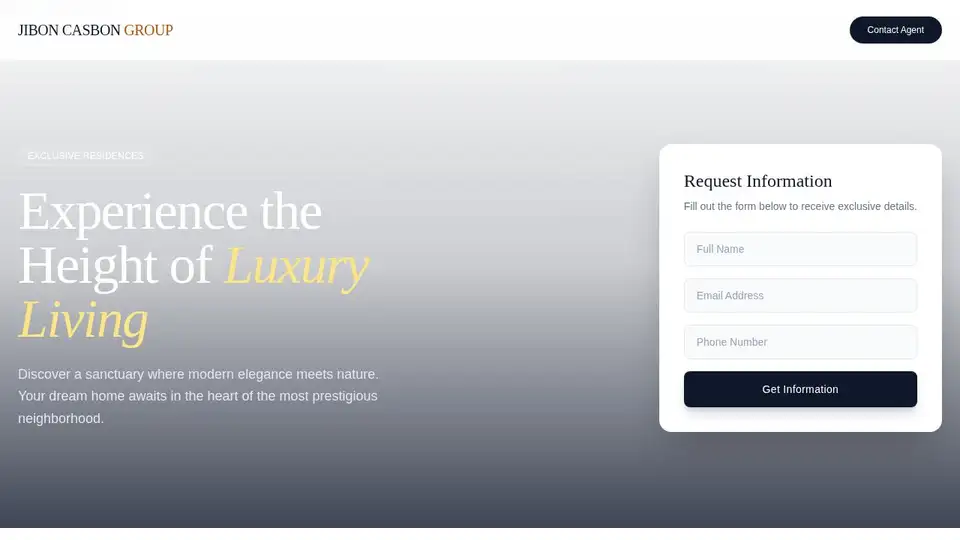 JIBON CASBON GROUP
Contact Agent
EXCLUSIVE RESIDENCES
Experience the
Height of Luxury
Living
Discover a sanctuary where modern elegance meets nature.
Your dream home awaits in the heart of the most prestigious
neighborhood.
Request Information
Fill out the form below to receive exclusive details.
Full Name
Email Address
Phone Number
Get Information